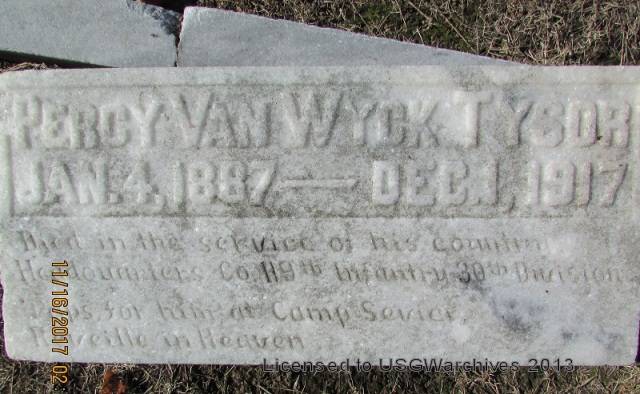 PERCY VAN WYCK TYSOR
JAN. 4, 1887 — DEC. 1, 1917
Died in the service of his country
Headquarters Co. 119th Infantry 30th Division
Taps for him at Camp Sevier,
Reveille in Heaven
11/16/2017 02
Licensed to USGWarchives 2013